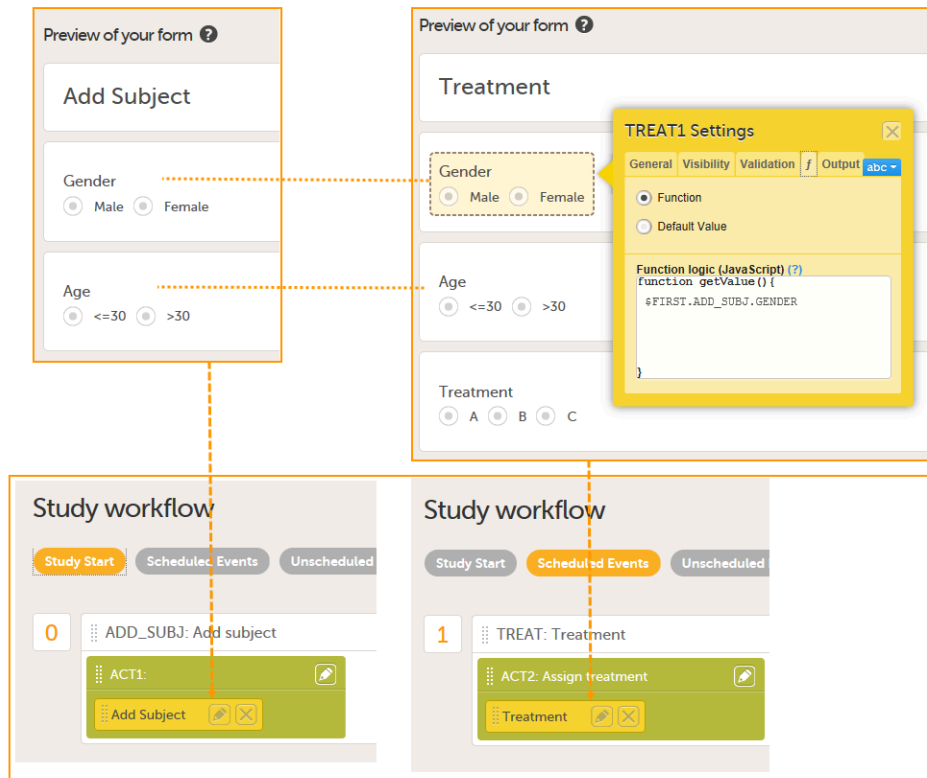 Preview of your form ?
Add Subject
Gender
Male Female
Age
<=30 >30
Preview of your form ?
Treatment
Gender
Male Female
Age
<=30 >30
Treatment
A B C
TREAT1 Settings
General Visibility Validation f Output abc
Function
Default Value
Function logic (JavaScript) (?)
function getValue(){
$FIRST.ADD_SUBJ.GENDER
}
Study workflow
Study Start Scheduled Events Unscheduled
0 ADD_SUBJ: Add subject
ACT1:
Add Subject
Study workflow
Study Start Scheduled Events Unscheduled
1 TREAT: Treatment
ACT2: Assign treatment
Treatment